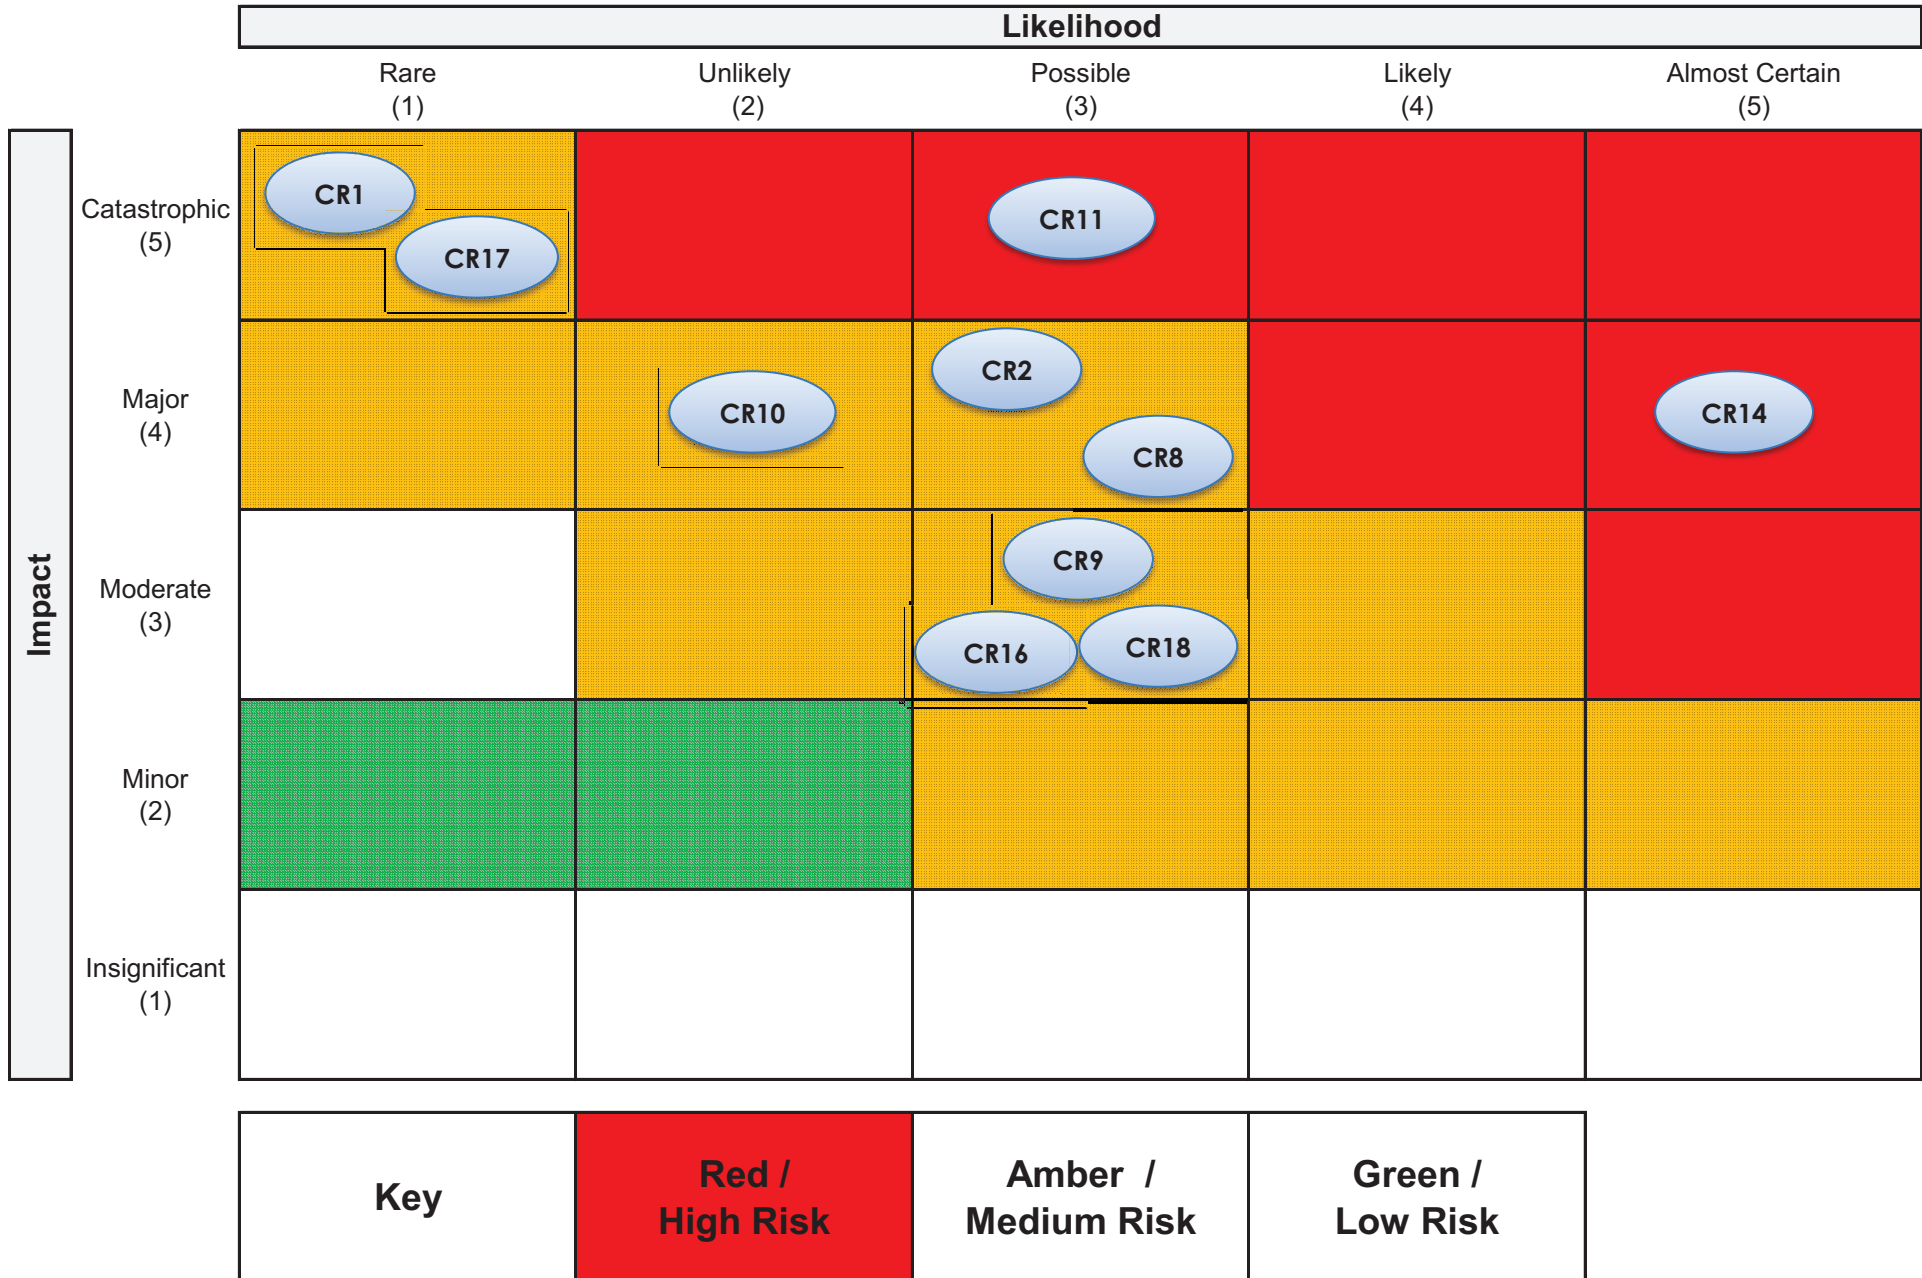 Likelihood
Rare
(1)
Unlikely
(2)
Possible
(3)
Likely
(4)
Almost Certain
(5)
Impact
Catastrophic
(5)
CR1
CR17
CR11
Major
(4)
CR10
CR2
CR8
CR14
Moderate
(3)
CR9
CR16
CR18
Minor
(2)
Insignificant
(1)
Key
Red /
High Risk
Amber /
Medium Risk
Green /
Low Risk